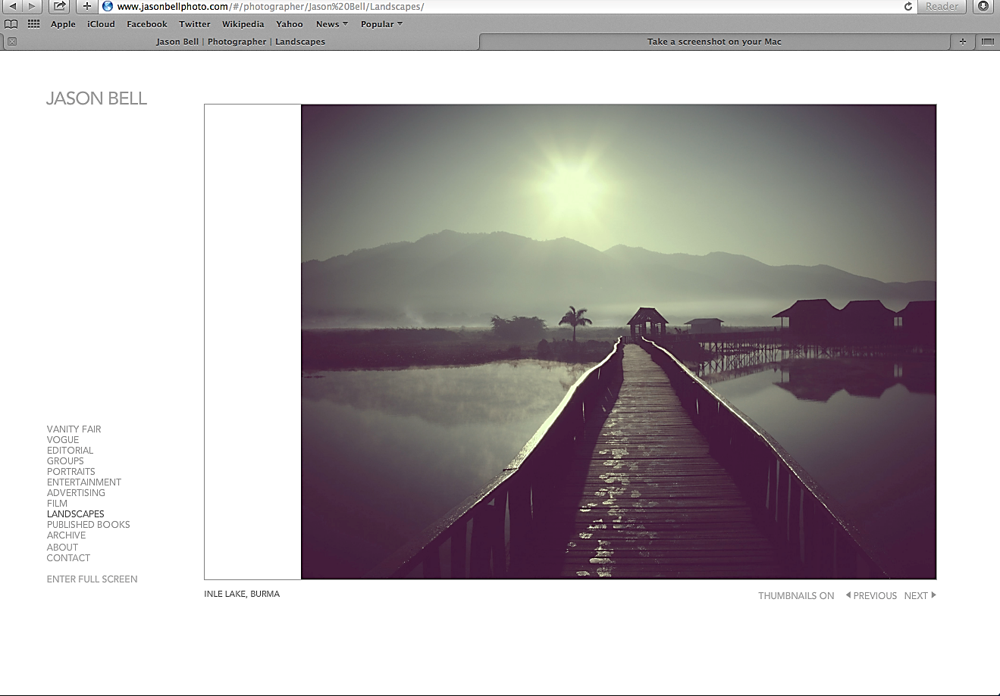 www.jasonbellphoto.com/#/photographer/Jason%20Bell/Landscapes/
Reader
Apple iCloud Facebook Twitter Wikipedia Yahoo News Popular
Jason Bell | Photographer | Landscapes
Take a screenshot on your Mac
JASON BELL
VANITY FAIR
VOGUE
EDITORIAL
GROUPS
PORTRAITS
ENTERTAINMENT
ADVERTISING
FILM
LANDSCAPES
PUBLISHED BOOKS
ARCHIVE
ABOUT
CONTACT
ENTER FULL SCREEN
INLE LAKE, BURMA
THUMBNAILS ON PREVIOUS NEXT